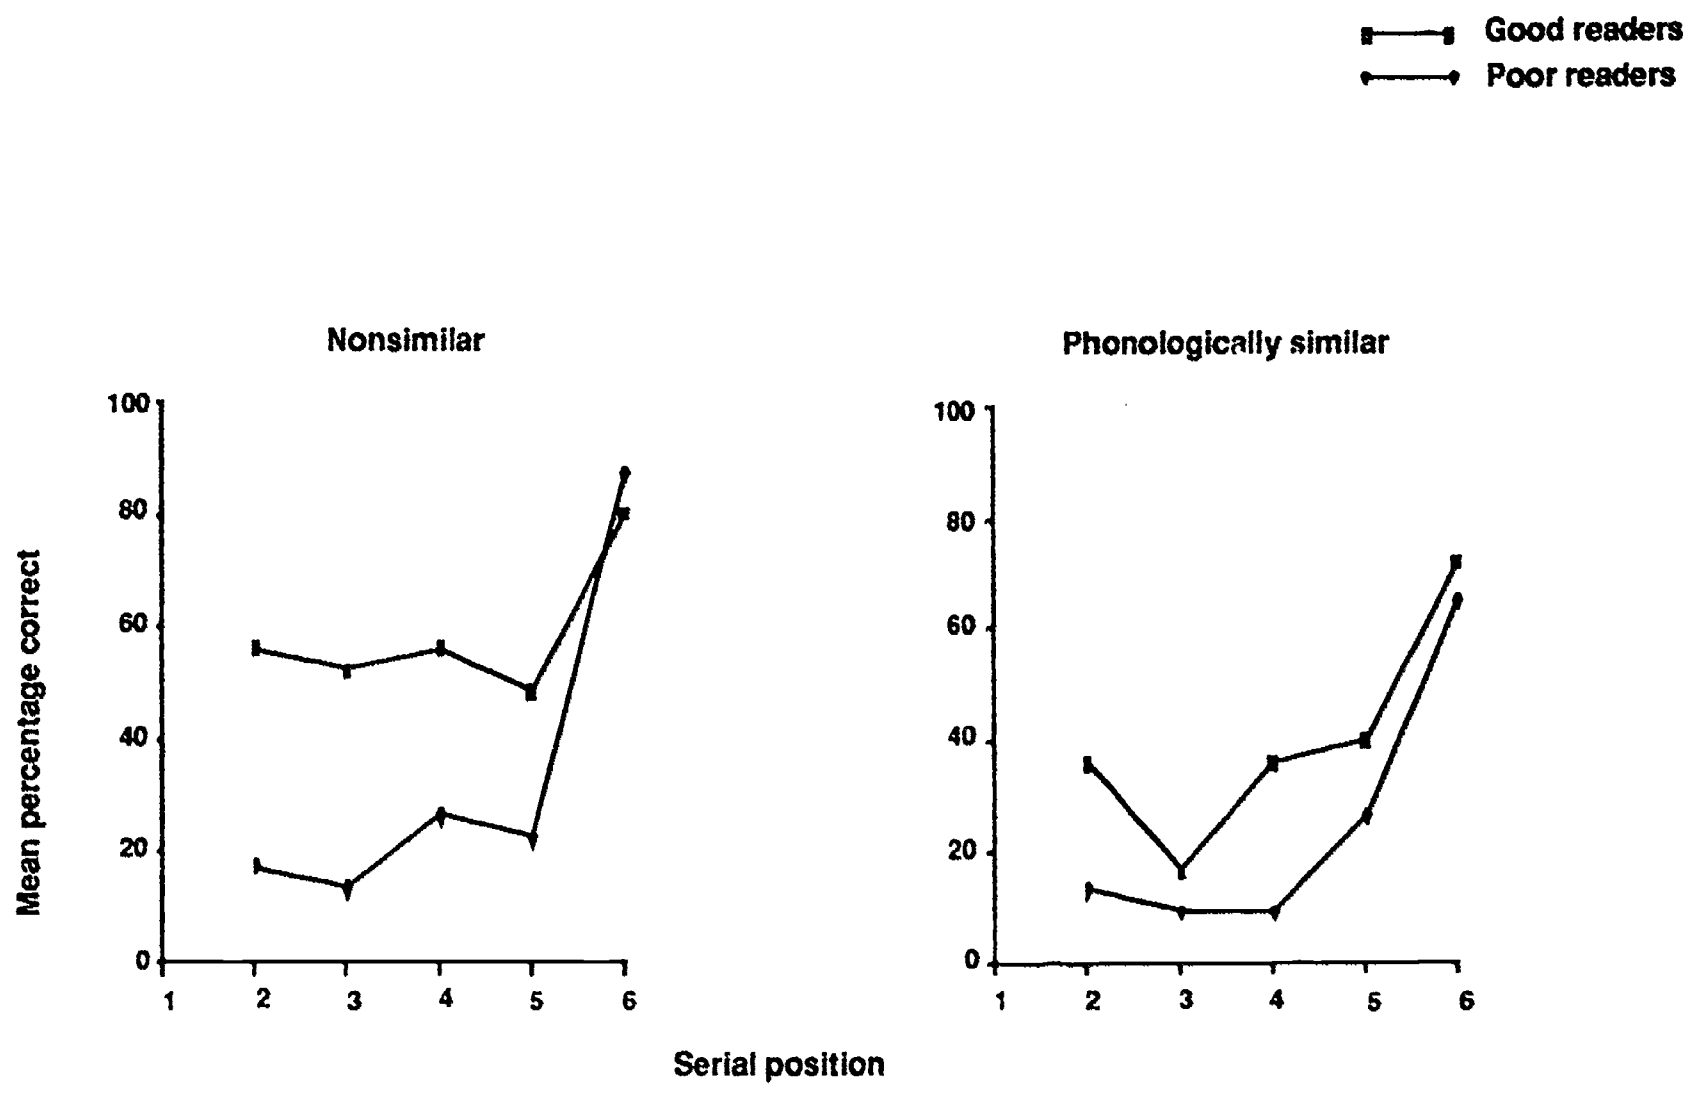 Good readers
Poor readers
Nonsimilar
Phonologically similar
Mean percentage correct
100
80
60
40
20
0
1 2 3 4 5 6
100
80
60
40
20
0
1 2 3 4 5 6
Serial position